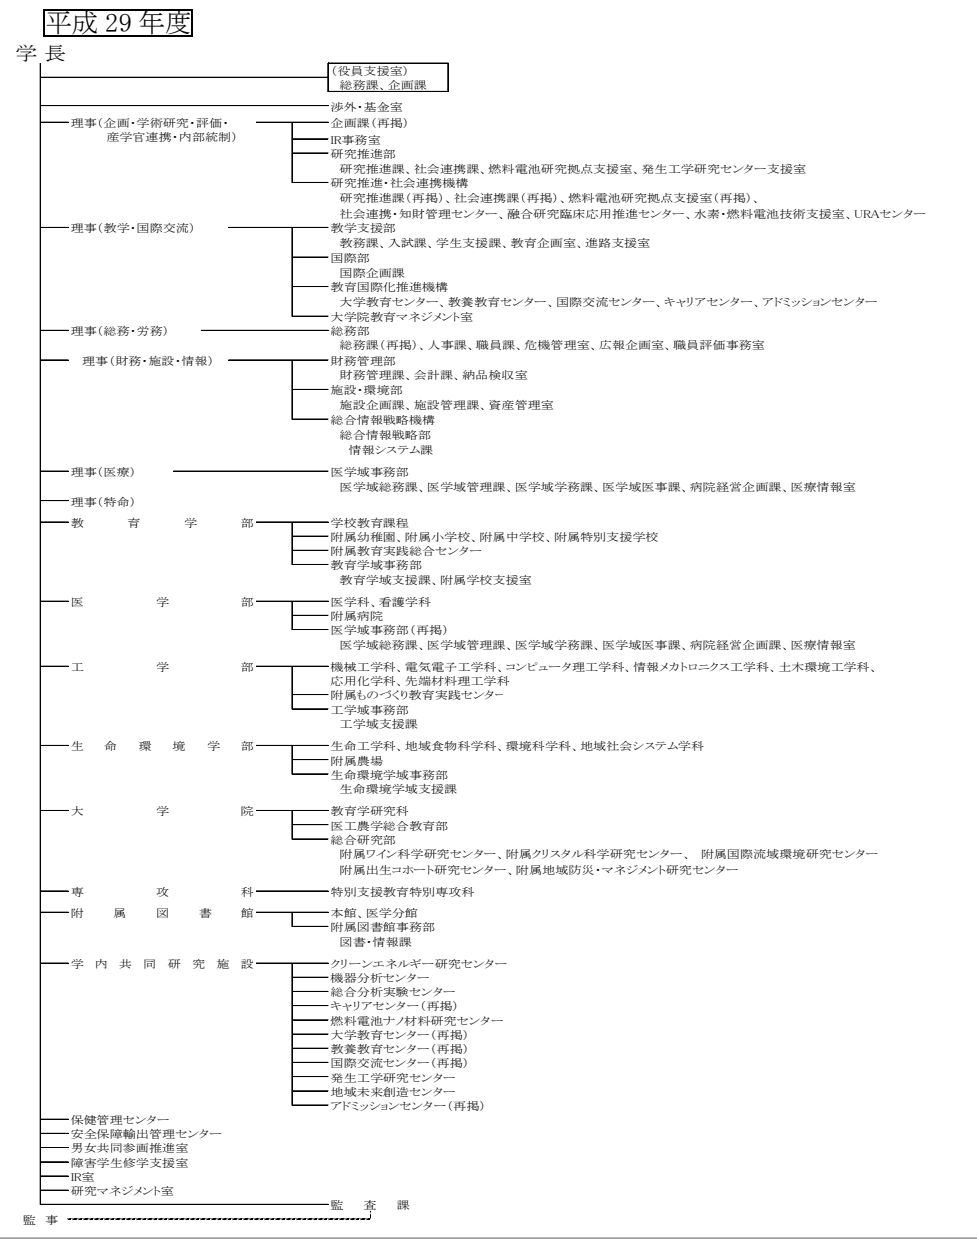 平成 29 年度
学 長
(役員支援室)
総務課、企画課
渉外・基金室
理事(企画・学術研究・評価・
産学官連携・内部統制)
企画課(再掲)
IR事務室
研究推進部
研究推進課、社会連携課、燃料電池研究拠点支援室、発生工学研究センター支援室
研究推進・社会連携機構
研究推進課(再掲)、社会連携課(再掲)、燃料電池研究拠点支援室(再掲)、
社会連携・知財管理センター、融合研究臨床応用推進センター、水素・燃料電池技術支援室、URAセンター
理事(教学・国際交流)
教学支援部
教務課、入試課、学生支援課、教育企画室、進路支援室
国際部
国際企画課
教育国際化推進機構
大学教育センター、教養教育センター、国際交流センター、キャリアセンター、アドミッションセンター
大学院教育マネジメント室
理事(総務・労務)
総務部
総務課(再掲)、人事課、職員課、危機管理室、広報企画室、職員評価事務室
理事(財務・施設・情報)
財務管理部
財務管理課、会計課、納品検収室
施設・環境部
施設企画課、施設管理課、資産管理室
総合情報戦略機構
総合情報戦略部
情報システム課
理事(医療)
医学域事務部
医学域総務課、医学域管理課、医学域学務課、医学域医事課、病院経営企画課、医療情報室
理事(特命)
教 育 学 部
学校教育課程
附属幼稚園、附属小学校、附属中学校、附属特別支援学校
附属教育実践総合センター
教育学域事務部
教育学域支援課、附属学校支援室
医 学 部
医学科、看護学科
附属病院
医学域事務部(再掲)
医学域総務課、医学域管理課、医学域学務課、医学域医事課、病院経営企画課、医療情報室
工 学 部
機械工学科、電気電子工学科、コンピュータ理工学科、情報メカトロニクス工学科、土木環境工学科、
応用化学科、先端材料理工学科
附属ものづくり教育実践センター
工学域事務部
工学域支援課
生 命 環 境 学 部
生命工学科、地域食物科学科、環境科学科、地域社会システム学科
附属農場
生命環境学域事務部
生命環境学域支援課
大 学 院
教育学研究科
医工農学総合教育部
総合研究部
附属ワイン科学研究センター、附属クリスタル科学研究センター、 附属国際流域環境研究センター
附属出生コホート研究センター、附属地域防災・マネジメント研究センター
専 攻 科
特別支援教育特別専攻科
附 属 図 書 館
本館、医学分館
附属図書館事務部
図書・情報課
学 内 共 同 研 究 施 設
クリーンエネルギー研究センター
機器分析センター
総合分析実験センター
キャリアセンター(再掲)
燃料電池ナノ材料研究センター
大学教育センター(再掲)
教養教育センター(再掲)
国際交流センター(再掲)
発生工学研究センター
地域未来創造センター
アドミッションセンター(再掲)
保健管理センター
安全保障輸出管理センター
男女共同参画推進室
障害学生修学支援室
IR室
研究マネジメント室
監 査 課
監 事